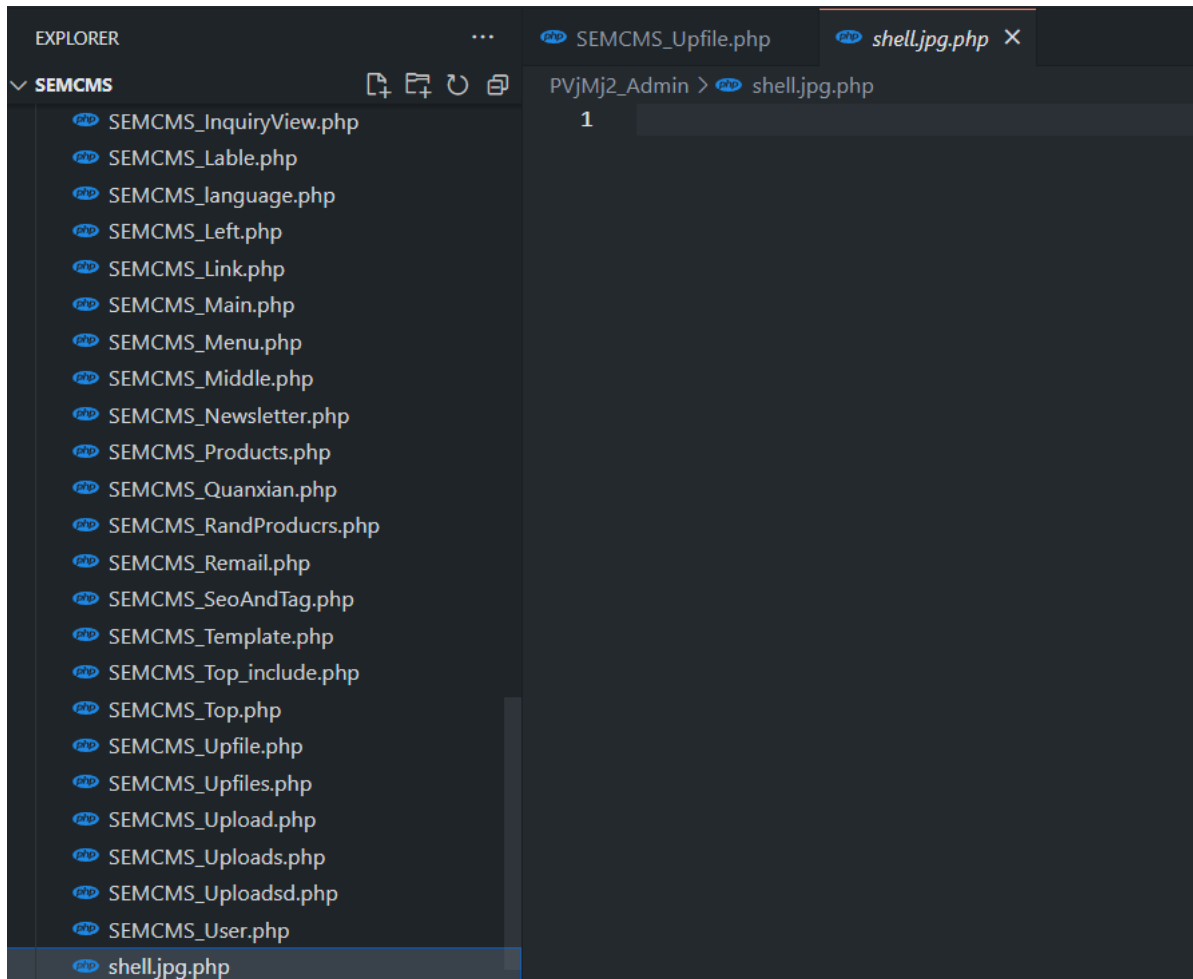 EXPLORER
SEMCMS
SEMCMS_InquiryView.php
SEMCMS_Lable.php
SEMCMS_language.php
SEMCMS_Left.php
SEMCMS_Link.php
SEMCMS_Main.php
SEMCMS_Menu.php
SEMCMS_Middle.php
SEMCMS_Newsletter.php
SEMCMS_Products.php
SEMCMS_Quanxian.php
SEMCMS_RandProducrs.php
SEMCMS_Remail.php
SEMCMS_SeoAndTag.php
SEMCMS_Template.php
SEMCMS_Top_include.php
SEMCMS_Top.php
SEMCMS_Upfile.php
SEMCMS_Upfiles.php
SEMCMS_Upload.php
SEMCMS_Uploads.php
SEMCMS_Uploadsd.php
SEMCMS_User.php
shell.jpg.php
SEMCMS_Upfile.php shell.jpg.php
PVjMj2_Admin > shell.jpg.php
1